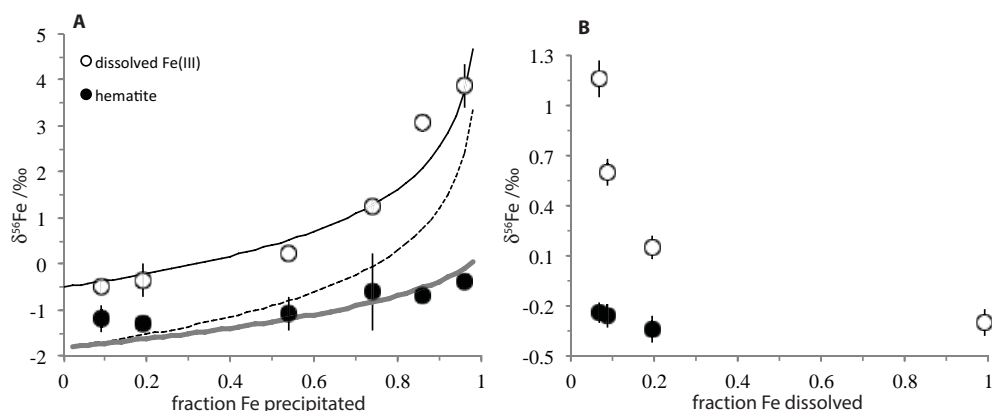 A
5
4
3
2
1
0
-1
-2
δ⁵⁶Fe /‰
dissolved Fe(III)
hematite
0 0.2 0.4 0.6 0.8 1
fraction Fe precipitated
B
1.3
1
0.7
0.4
0.1
-0.2
-0.5
δ⁵⁶Fe /‰
0 0.2 0.4 0.6 0.8 1
fraction Fe dissolved